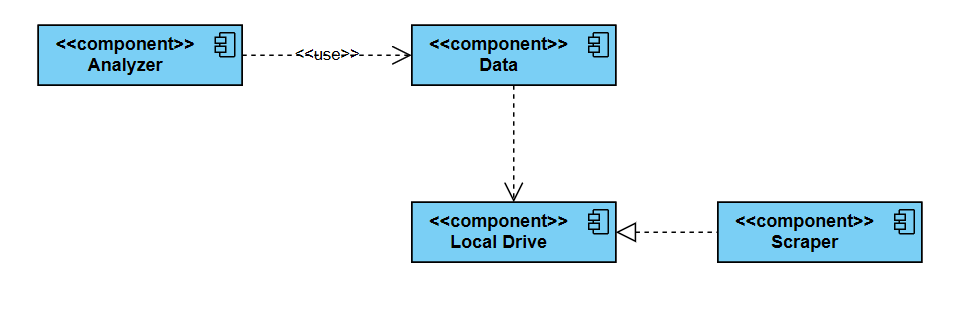 <<component>>
Analyzer
<<use>>
<<component>>
Data
<<component>>
Local Drive
<<component>>
Scraper